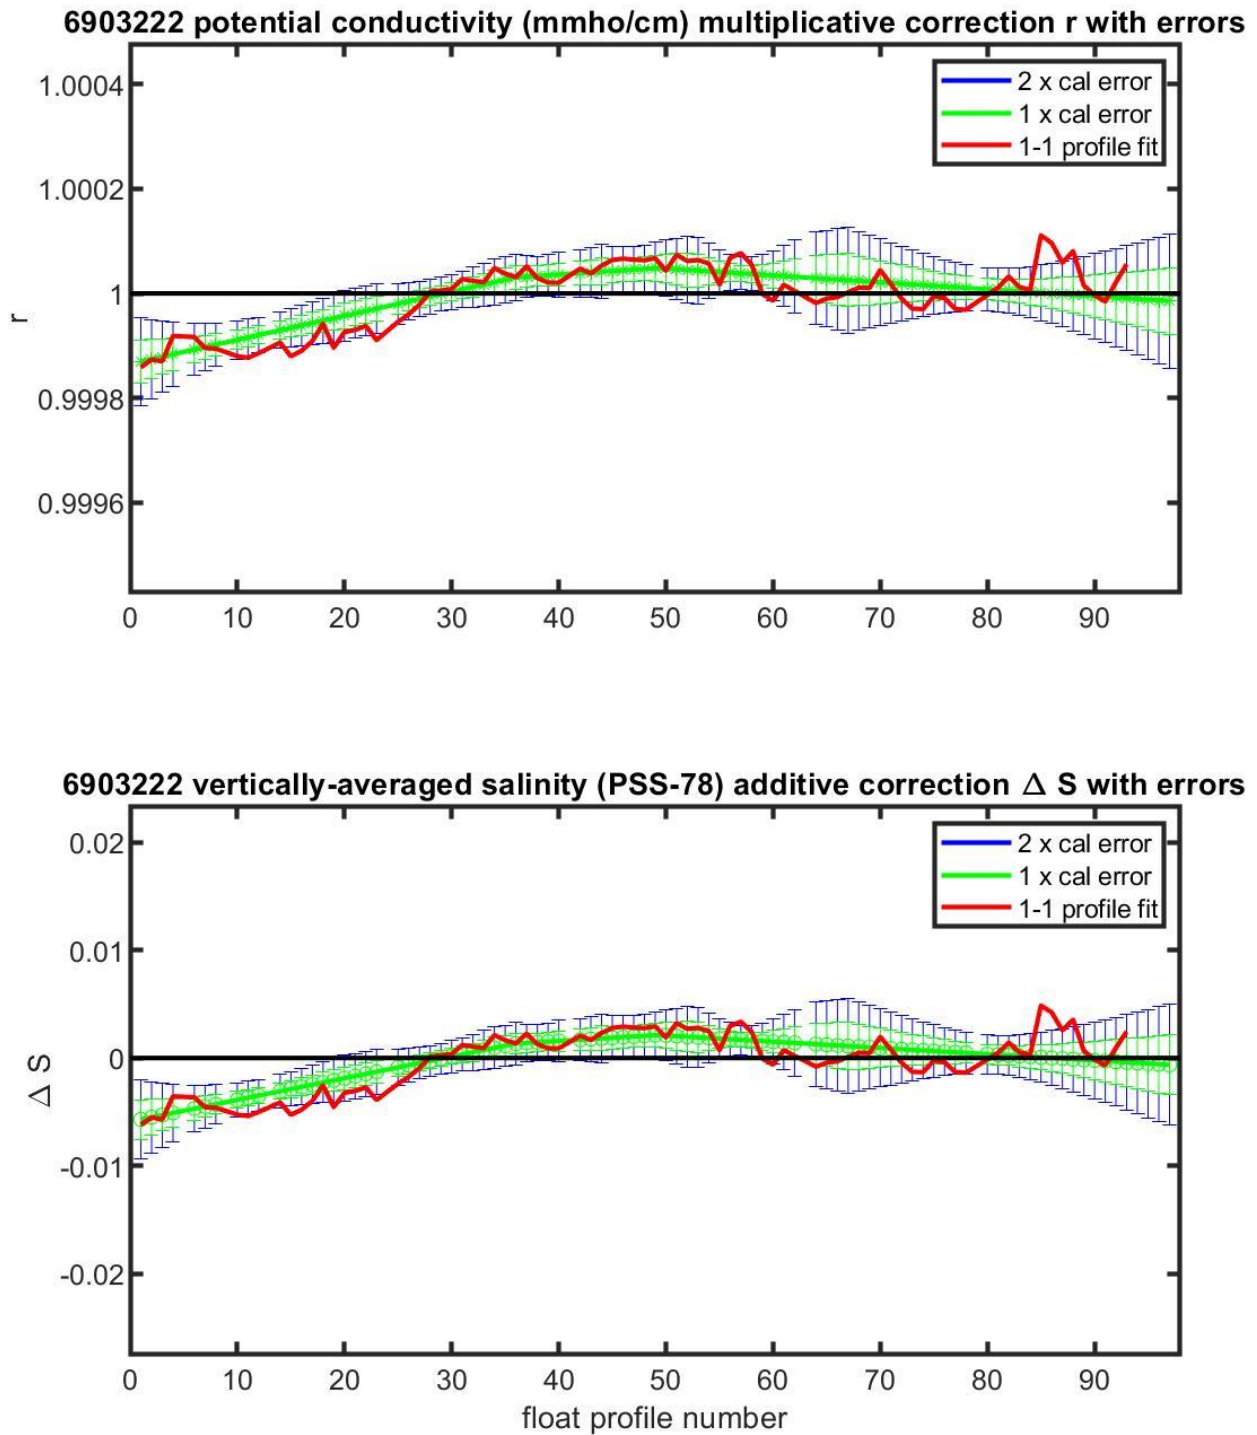 6903222 potential conductivity (mmho/cm) multiplicative correction r with errors
2 x cal error
1 x cal error
1-1 profile fit
1.0004
1.0002
1
0.9998
0.9996
r
0 10 20 30 40 50 60 70 80 90
6903222 vertically-averaged salinity (PSS-78) additive correction Δ S with errors
2 x cal error
1 x cal error
1-1 profile fit
0.02
0.01
0
-0.01
-0.02
Δ S
0 10 20 30 40 50 60 70 80 90
float profile number